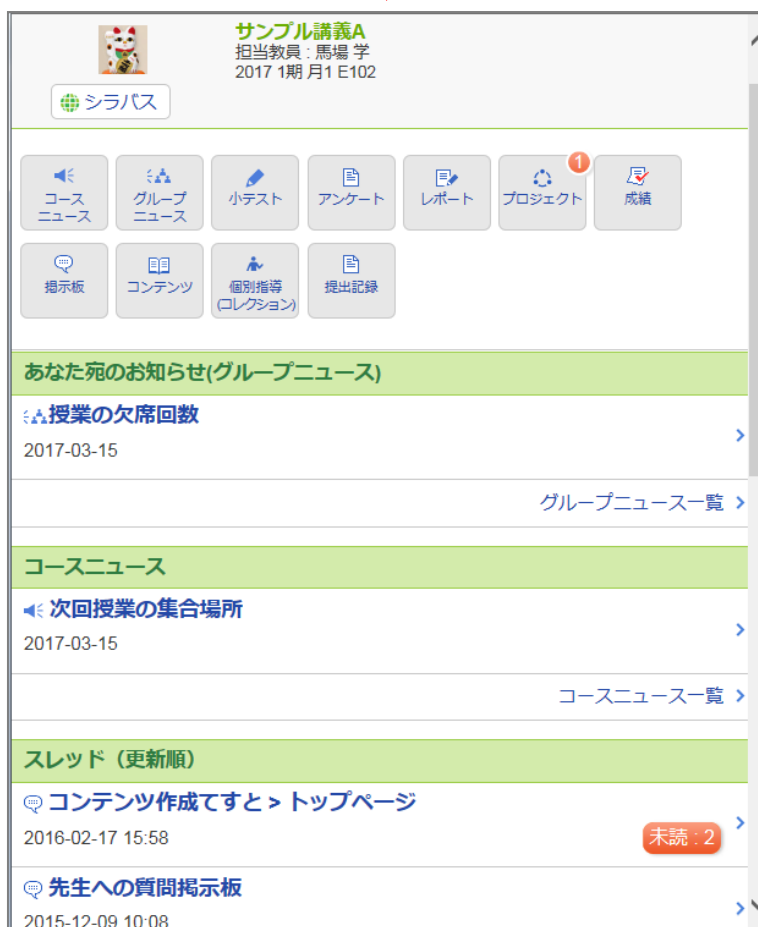 サンプル講義A
担当教員 : 馬場 学
2017 1期 月1 E102
シラバス
コース
ニュース
グループ
ニュース
小テスト
アンケート
レポート
プロジェクト
1
成績
掲示板
コンテンツ
個別指導
(コレクション)
提出記録
あなた宛のお知らせ(グループニュース)
授業の欠席回数
2017-03-15
グループニュース一覧
コースニュース
次回授業の集合場所
2017-03-15
コースニュース一覧
スレッド（更新順）
コンテンツ作成てすと > トップページ
2016-02-17 15:58
未読 : 2
先生への質問掲示板
2015-12-09 10:08